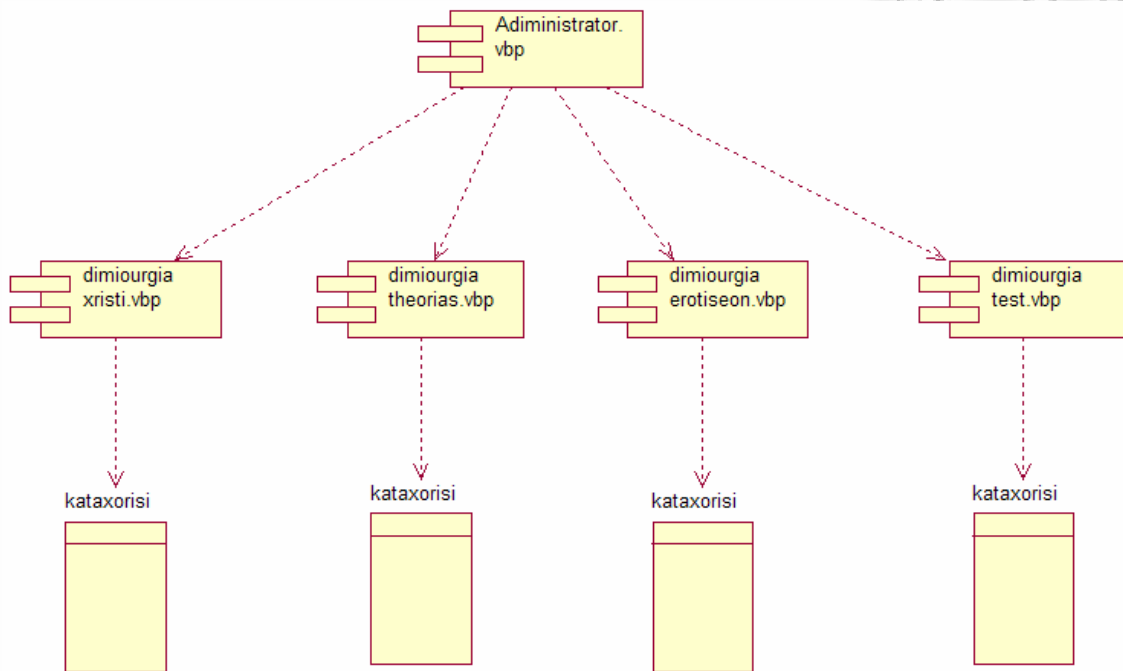 Adiministrator.
vbp
dimiourgia
xristi.vbp
dimiourgia
theorias.vbp
dimiourgia
erotiseon.vbp
dimiourgia
test.vbp
kataxorisi
kataxorisi
kataxorisi
kataxorisi